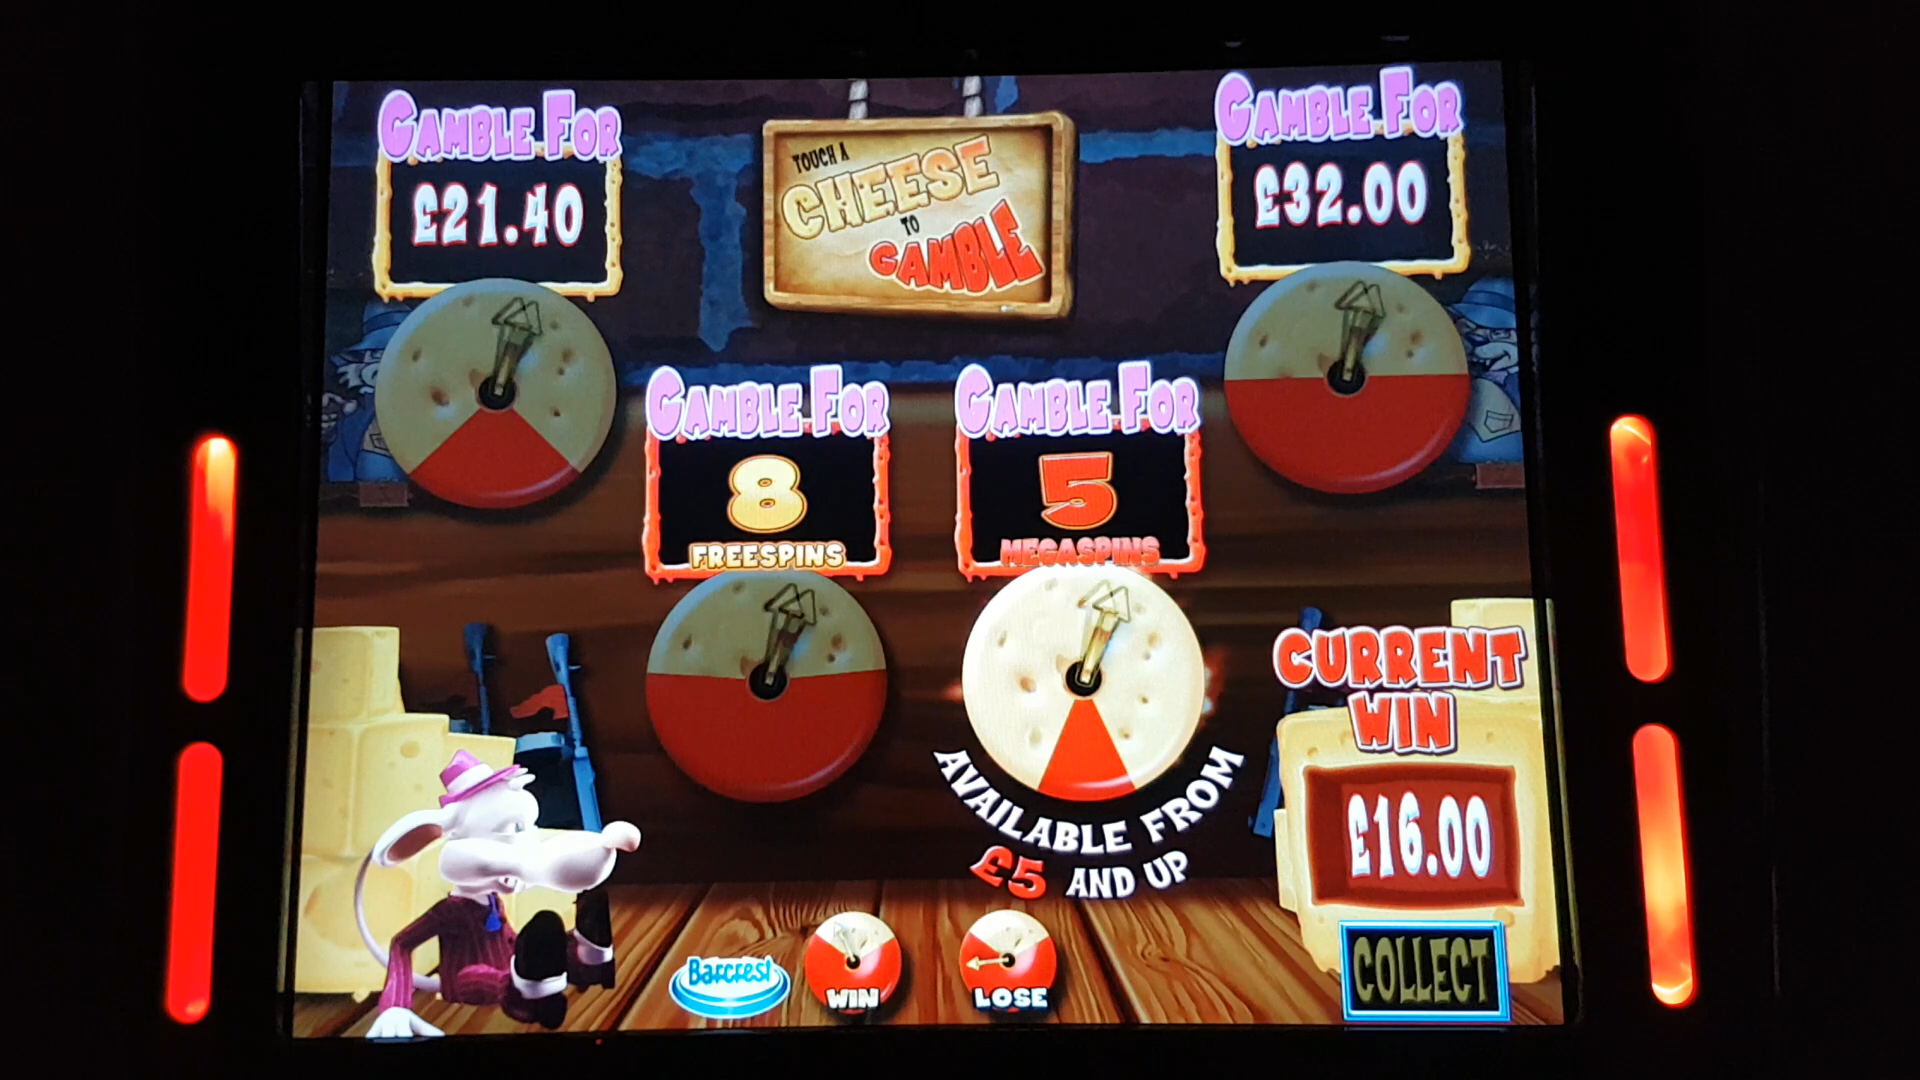 GAMBLE FOR
£21.40
TOUCH A
CHEESE
TO
GAMBLE
GAMBLE FOR
£32.00
GAMBLE FOR
8
FREESPINS
GAMBLE FOR
5
MEGASPINS
AVAILABLE FROM
£5 AND UP
CURRENT
WIN
£16.00
COLLECT
Barcrest
WIN
LOSE